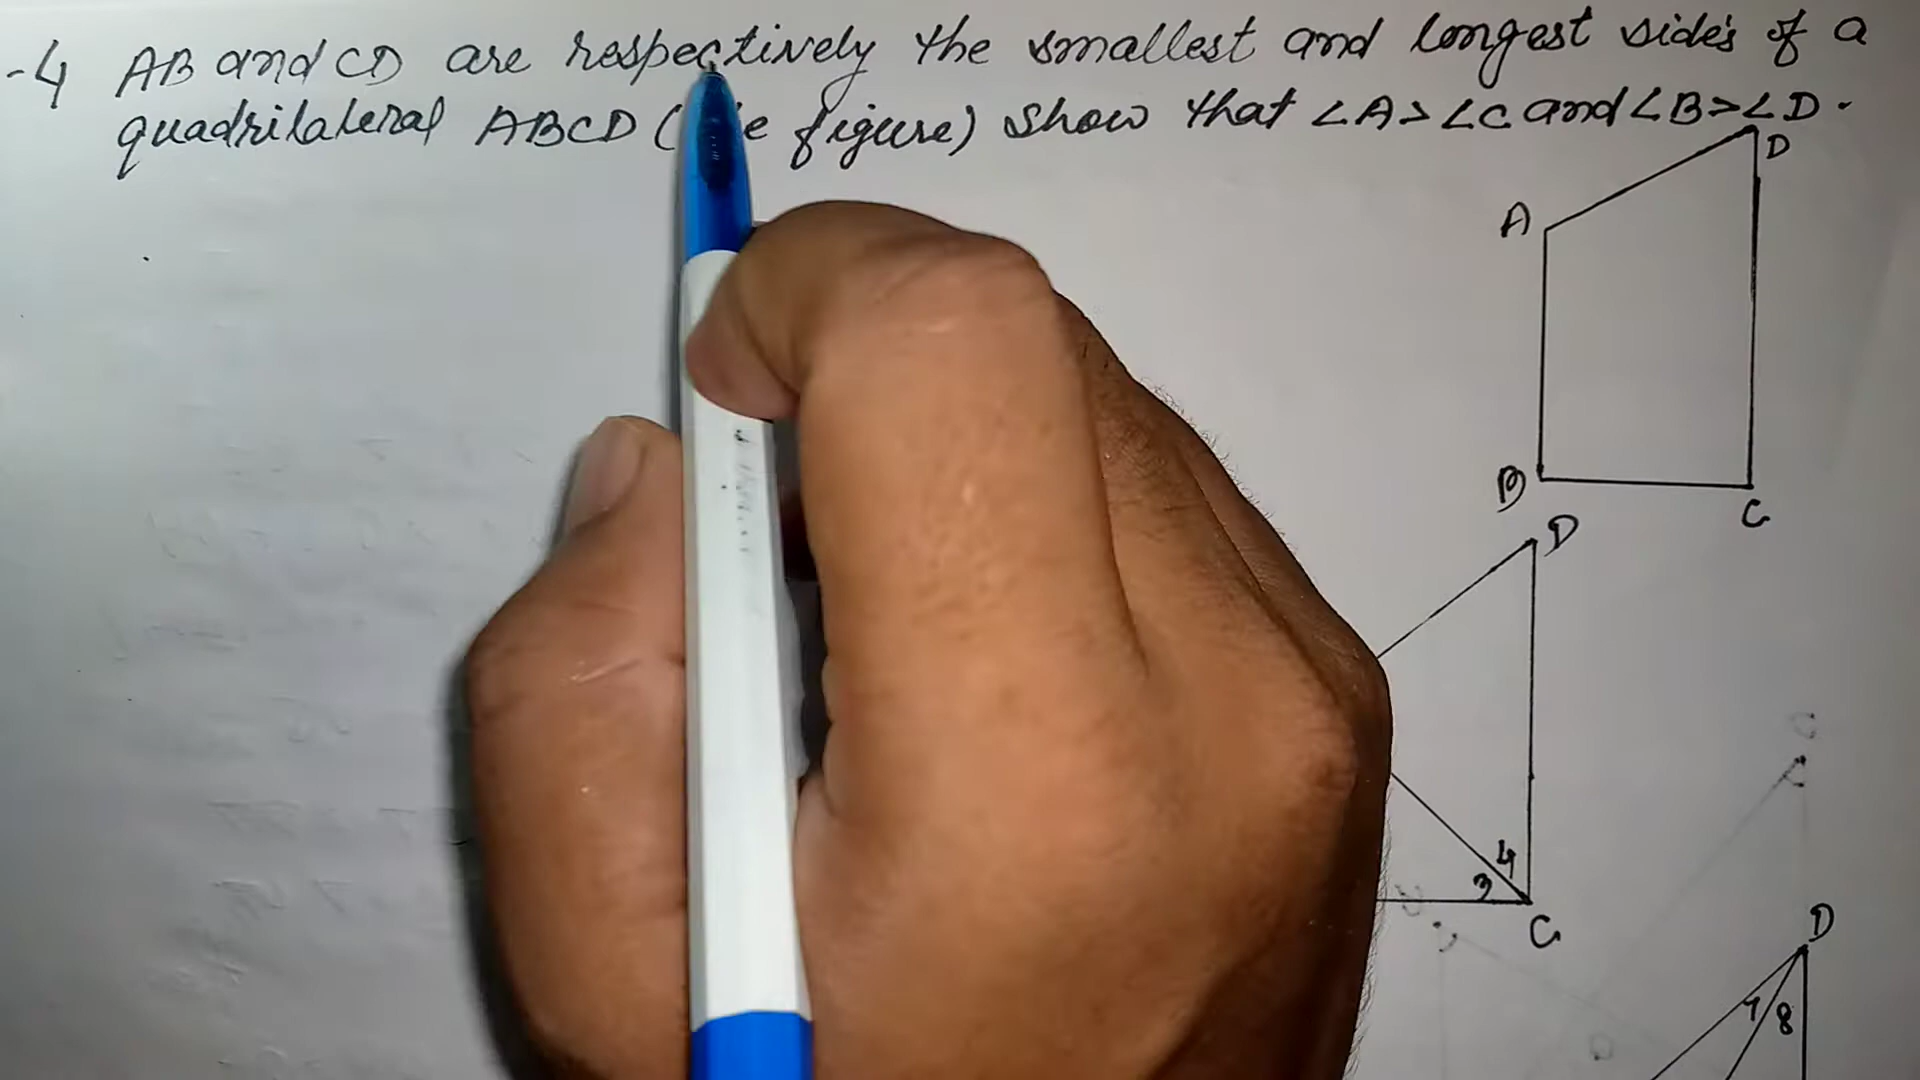 -4 AB and CD are respectively the smallest and longest sides of a
quadrilateral ABCD ( figure) show that ∠A>∠C and ∠B>∠D.
D
A
B
C
D
4
3
C
D
7 8